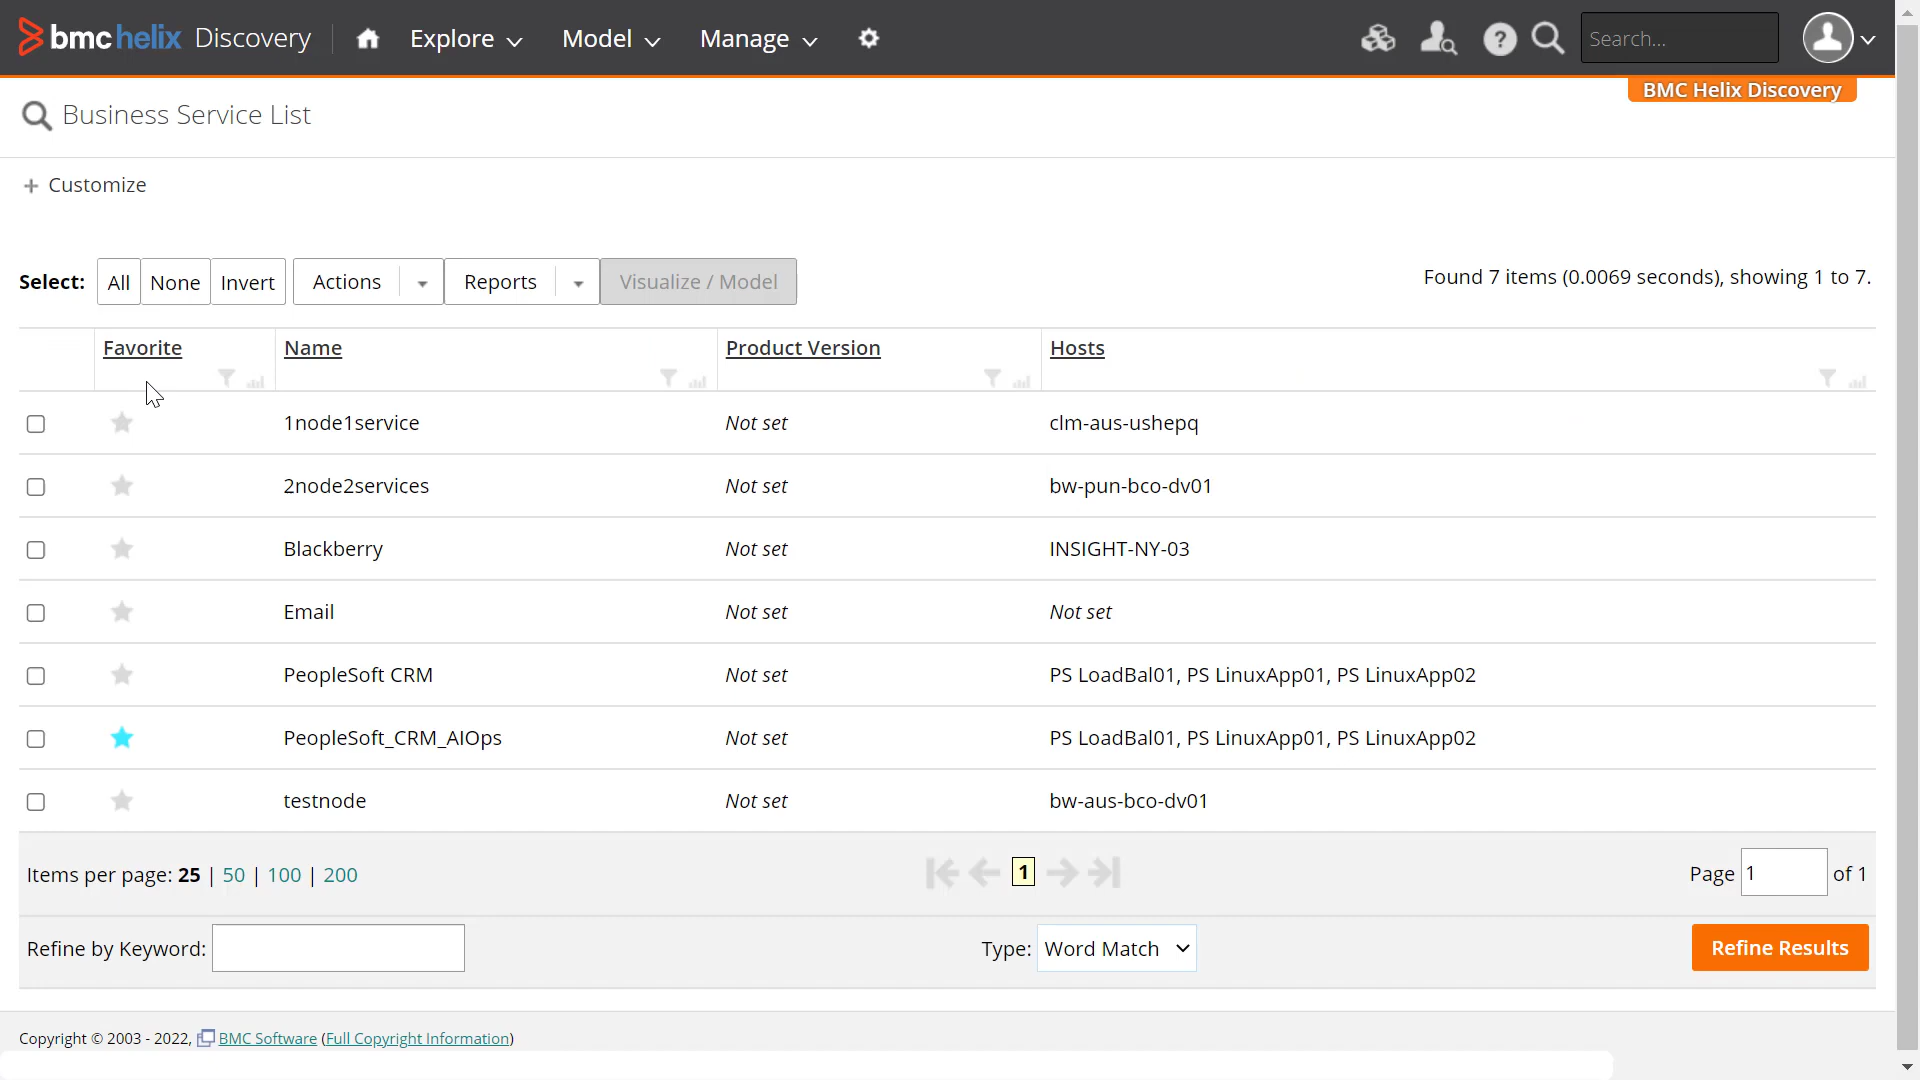 bmchelix Discovery Explore Model Manage Search...
BMC Helix Discovery
Business Service List
+ Customize
Select: All None Invert Actions Reports Visualize / Model Found 7 items (0.0069 seconds), showing 1 to 7.
Favorite Name Product Version Hosts
1node1service Not set clm-aus-ushepq
2node2services Not set bw-pun-bco-dv01
Blackberry Not set INSIGHT-NY-03
Email Not set Not set
PeopleSoft CRM Not set PS LoadBal01, PS LinuxApp01, PS LinuxApp02
PeopleSoft_CRM_AIOps Not set PS LoadBal01, PS LinuxApp01, PS LinuxApp02
testnode Not set bw-aus-bco-dv01
Items per page: 25 | 50 | 100 | 200 1 Page 1 of 1
Refine by Keyword: Type: Word Match Refine Results
Copyright © 2003 - 2022, BMC Software (Full Copyright Information)